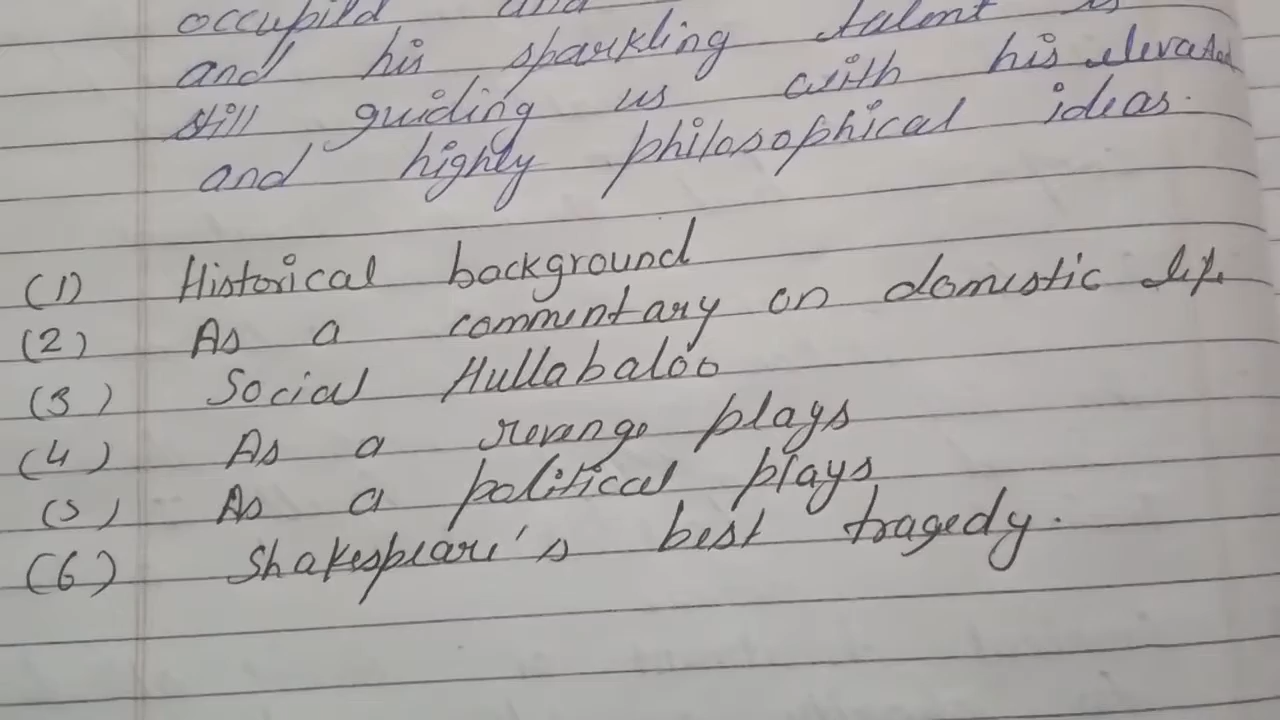 occupild and
and his sparkling talent is
still guiding us with his elevated
and highly philosophical ideas.
(1) Historical background
(2) As a commentary on domestic life
(3) Social Hullabaloo
(4) As a revenge plays
(5) As a political plays
(6) Shakespeare's best tragedy.